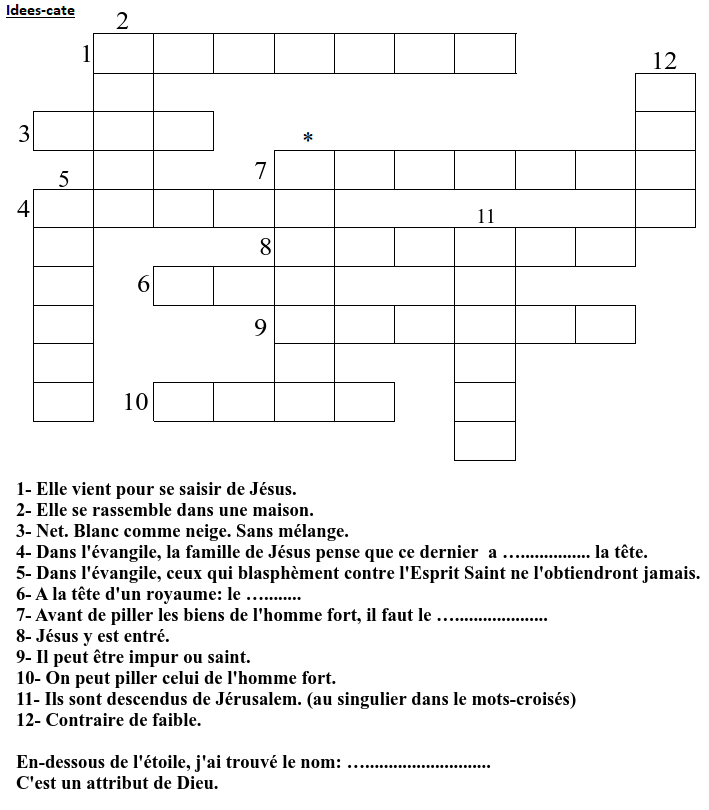 Idees-cate
2
1
12
3
*
5
7
4
11
8
6
9
10
1- Elle vient pour se saisir de Jésus.
2- Elle se rassemble dans une maison.
3- Net. Blanc comme neige. Sans mélange.
4- Dans l'évangile, la famille de Jésus pense que ce dernier a …............... la tête.
5- Dans l'évangile, ceux qui blasphèment contre l'Esprit Saint ne l'obtiendront jamais.
6- A la tête d'un royaume: le …........
7- Avant de piller les biens de l'homme fort, il faut le …....................
8- Jésus y est entré.
9- Il peut être impur ou saint.
10- On peut piller celui de l'homme fort.
11- Ils sont descendus de Jérusalem. (au singulier dans le mots-croisés)
12- Contraire de faible.
En-dessous de l'étoile, j'ai trouvé le nom: …...........................
C'est un attribut de Dieu.